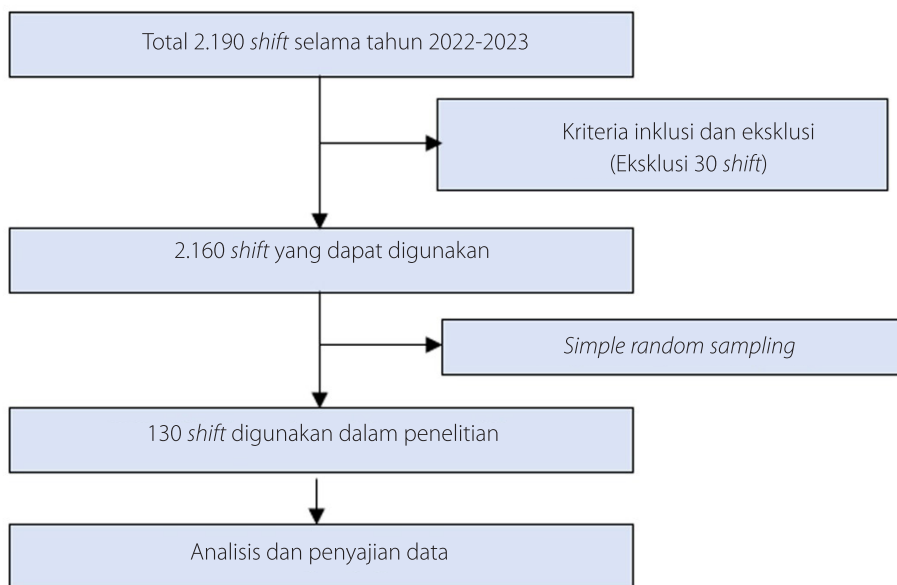 Total 2.190 shift selama tahun 2022-2023
Kriteria inklusi dan eksklusi
(Eksklusi 30 shift)
2.160 shift yang dapat digunakan
Simple random sampling
130 shift digunakan dalam penelitian
Analisis dan penyajian data